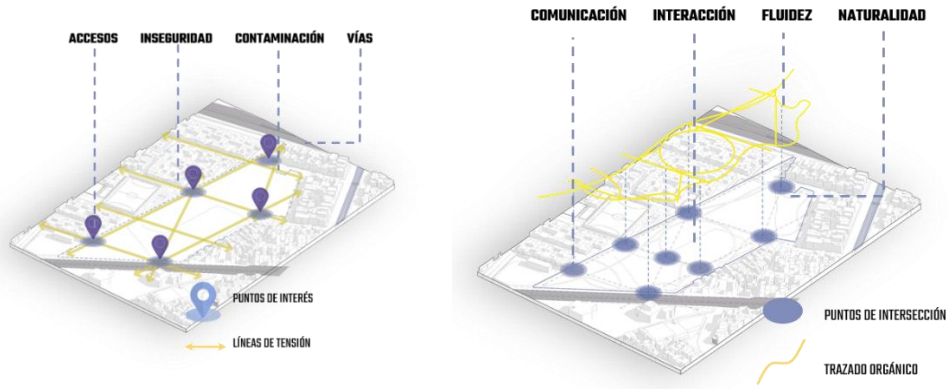 ACCESOS INSEGURIDAD CONTAMINACIÓN VÍAS
PUNTOS DE INTERÉS
LÍNEAS DE TENSIÓN
COMUNICACIÓN INTERACCIÓN FLUIDEZ NATURALIDAD
PUNTOS DE INTERSECCIÓN
TRAZADO ORGÁNICO